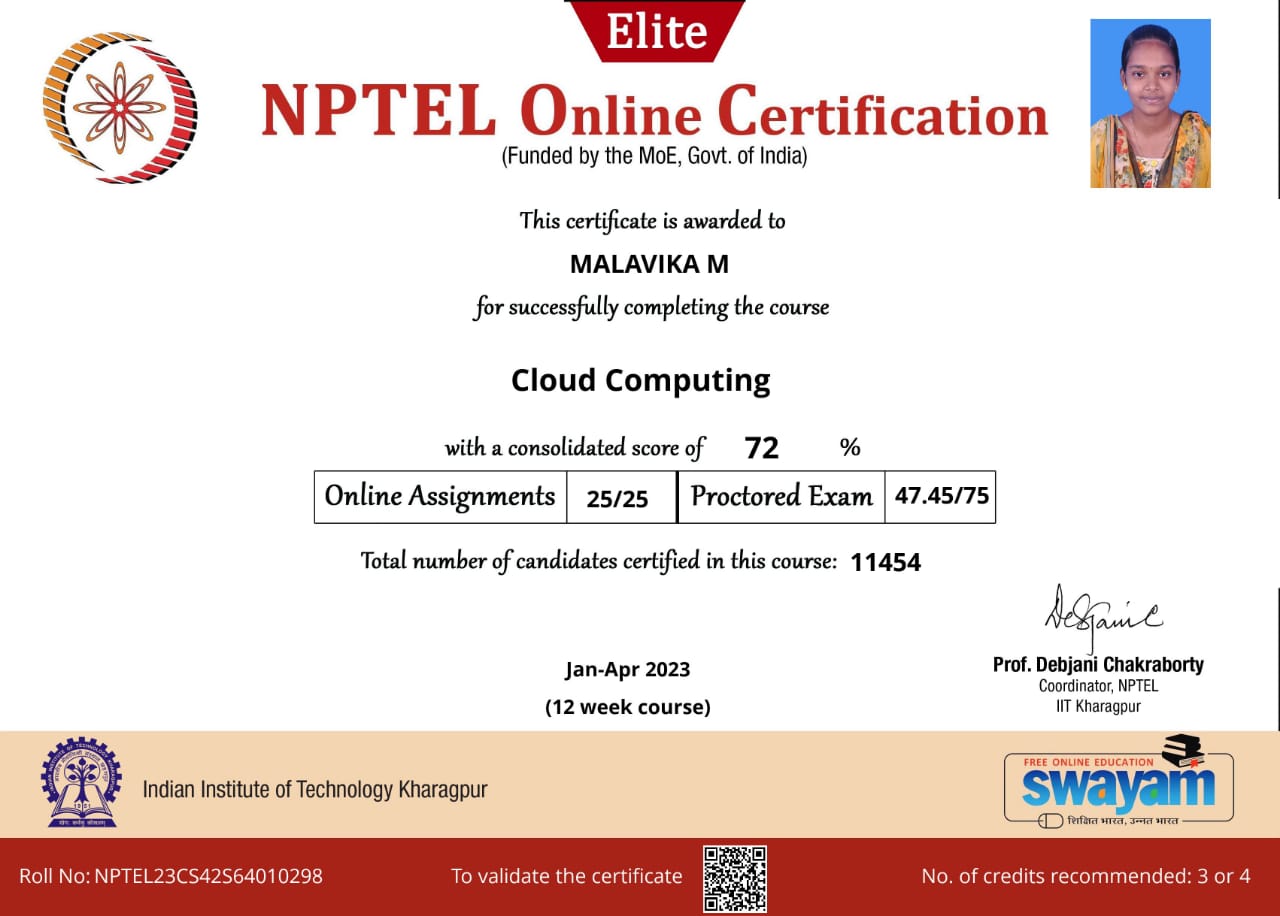 Elite
NPTEL Online Certification
(Funded by the MoE, Govt. of India)
This certificate is awarded to
MALAVIKA M
for successfully completing the course
Cloud Computing
with a consolidated score of 72 %
Online Assignments 25/25 Proctored Exam 47.45/75
Total number of candidates certified in this course: 11454
Jan-Apr 2023
(12 week course)
Prof. Debjani Chakraborty
Coordinator, NPTEL
IIT Kharagpur
Indian Institute of Technology Kharagpur
1951
FREE ONLINE EDUCATION
swayam
शिक्षित भारत, उन्नत भारत
Roll No: NPTEL23CS42S64010298
To validate the certificate
No. of credits recommended: 3 or 4